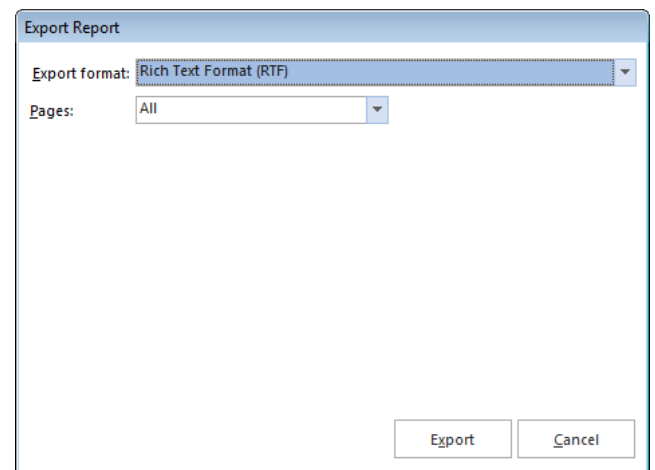 Export Report
Export format: Rich Text Format (RTF)
Pages: All
Export Cancel